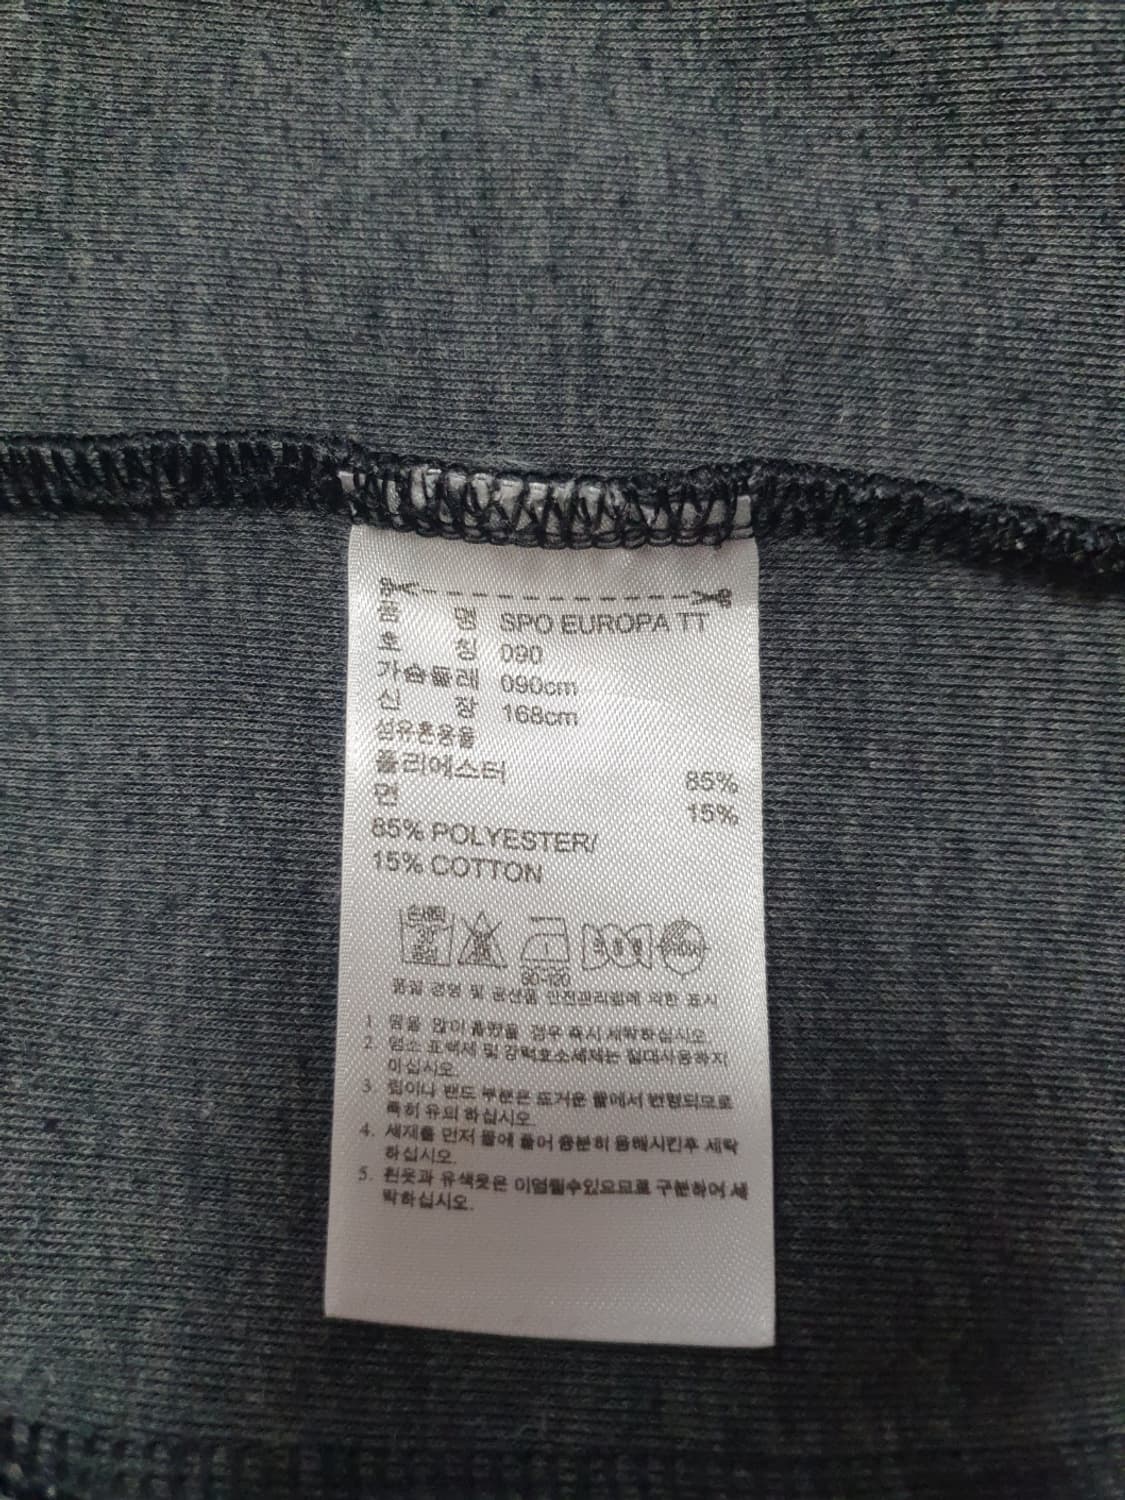 품 명 SPO EUROPA TT
호 칭 090
가슴둘레 090cm
신 장 168cm
섬유혼용율
폴리에스터 85%
면 15%
85% POLYESTER/
15% COTTON
손세탁
80~120
품질 경영 및 공산품 안전관리법에 의한 표시
1 땀을 많이 흘렸을 경우 즉시 세탁하십시오.
2. 염소 표백제 및 강력효소세제는 절대사용하지
마십시오.
3. 립이나 밴드 부분은 뜨거운 물에서 변형되므로
특히 유의 하십시오.
4. 세제를 먼저 물에 풀어 충분히 용해시킨후 세탁
하십시오.
5. 흰옷과 유색옷은 이염될수있으므로 구분하여 세
탁하십시오.